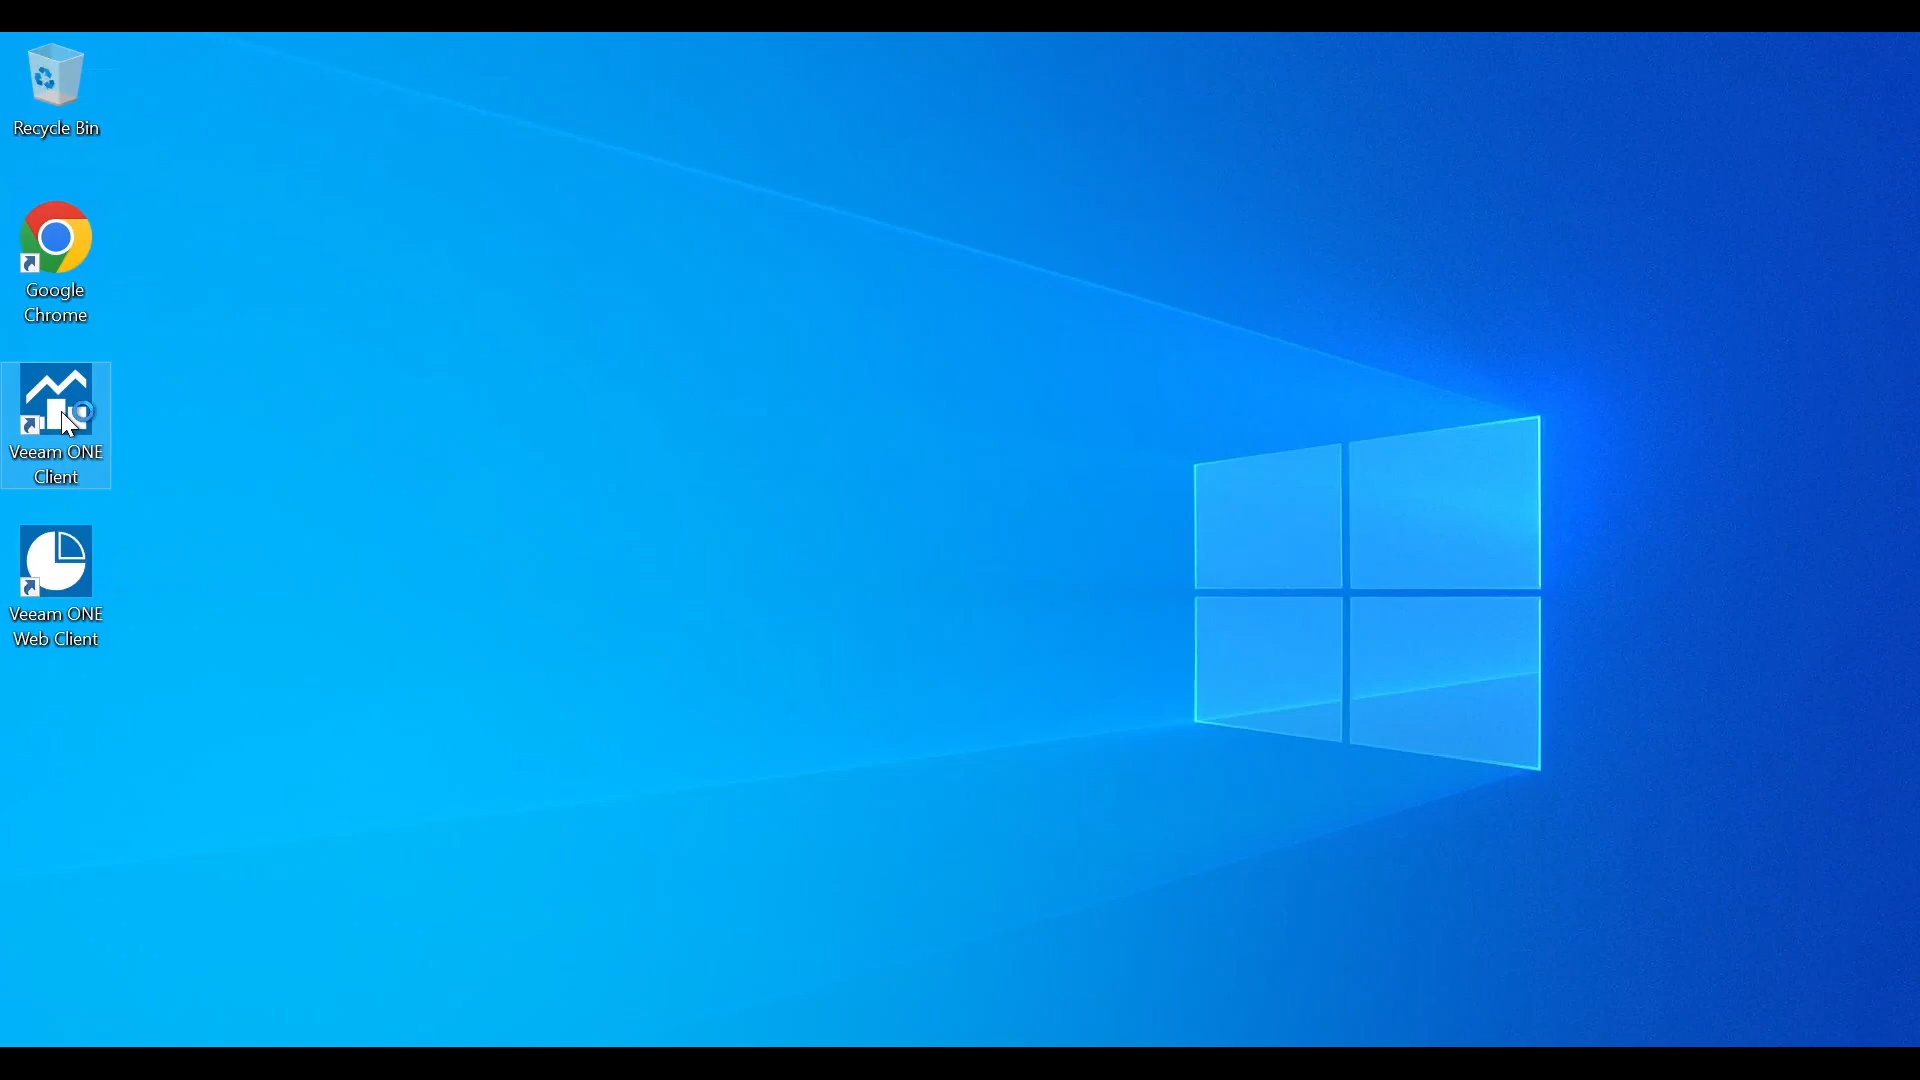 Recycle Bin
Google
Chrome
Veeam ONE
Client
Veeam ONE
Web Client